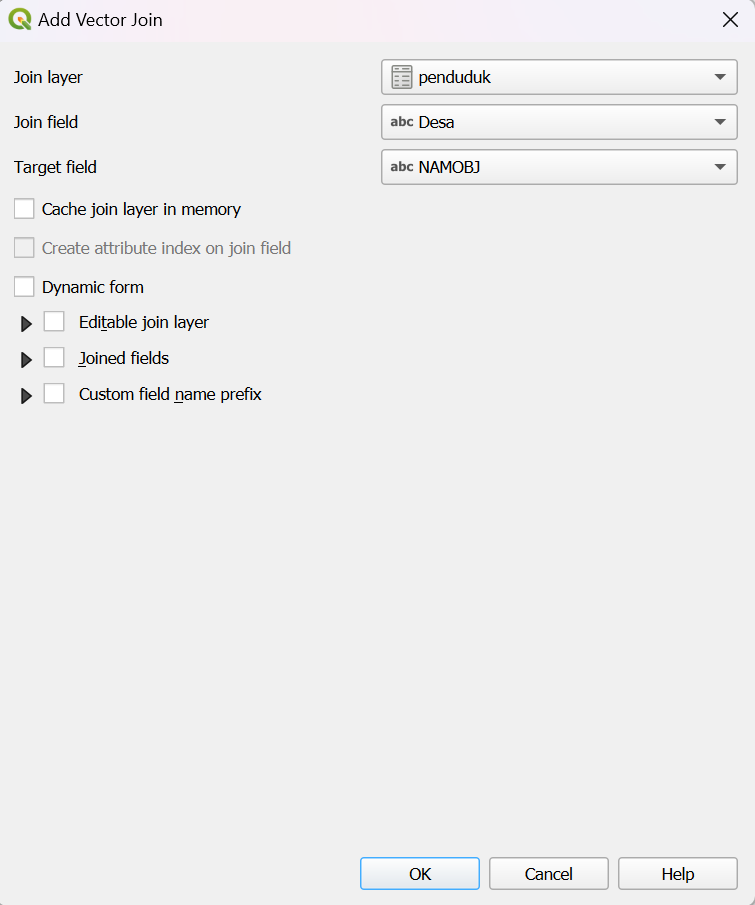 Add Vector Join
Join layer penduduk
Join field abc Desa
Target field abc NAMOBJ
Cache join layer in memory
Create attribute index on join field
Dynamic form
Editable join layer
Joined fields
Custom field name prefix
OK Cancel Help